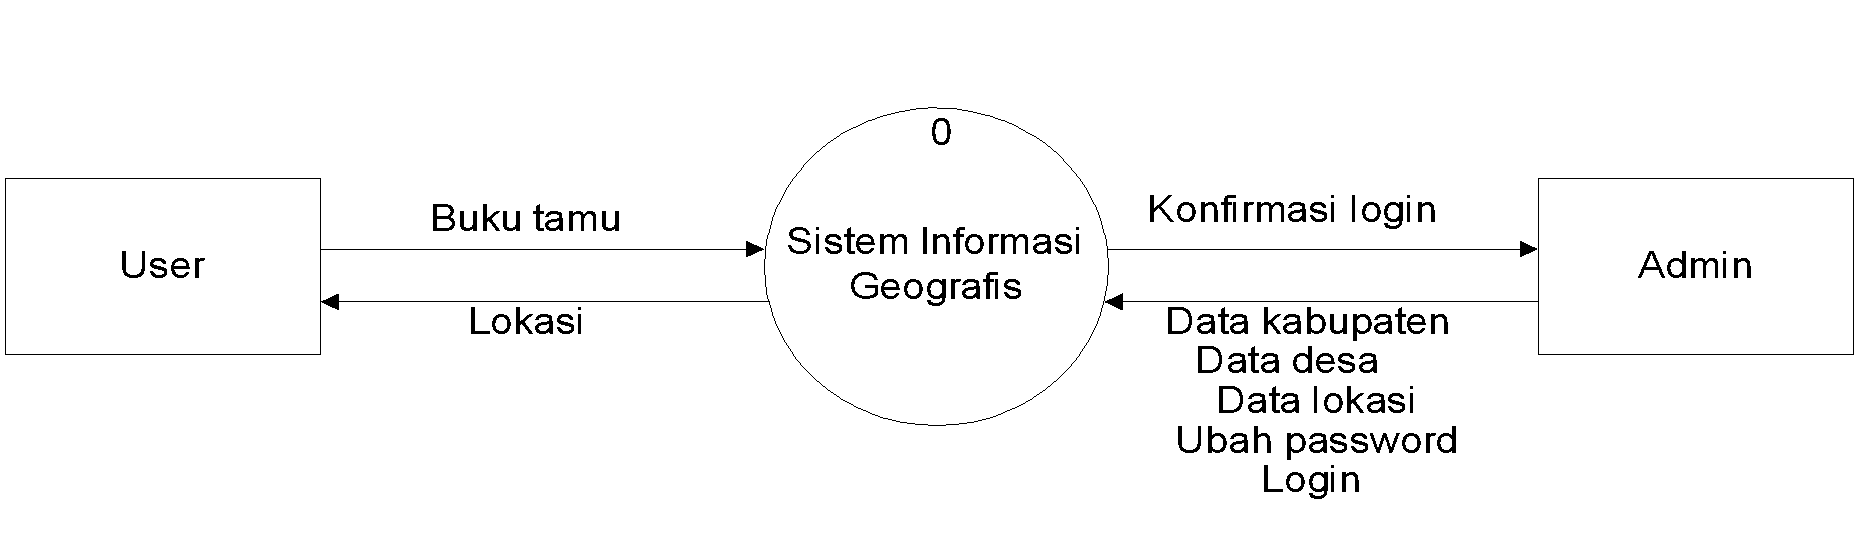 0
User
Buku tamu
Lokasi
Sistem Informasi
Geografis
Konfirmasi login
Data kabupaten
Data desa
Data lokasi
Ubah password
Login
Admin